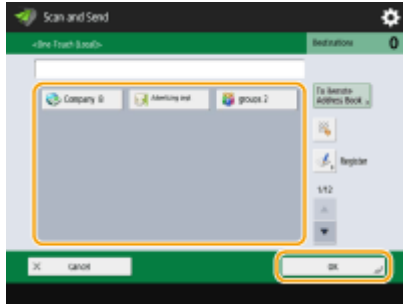 Scan and Send
<One-Touch (Local)>
Destinations 0
Company B
Advertising dept
groups 2
To Remote
Address Book
Register
1/12
Cancel
OK